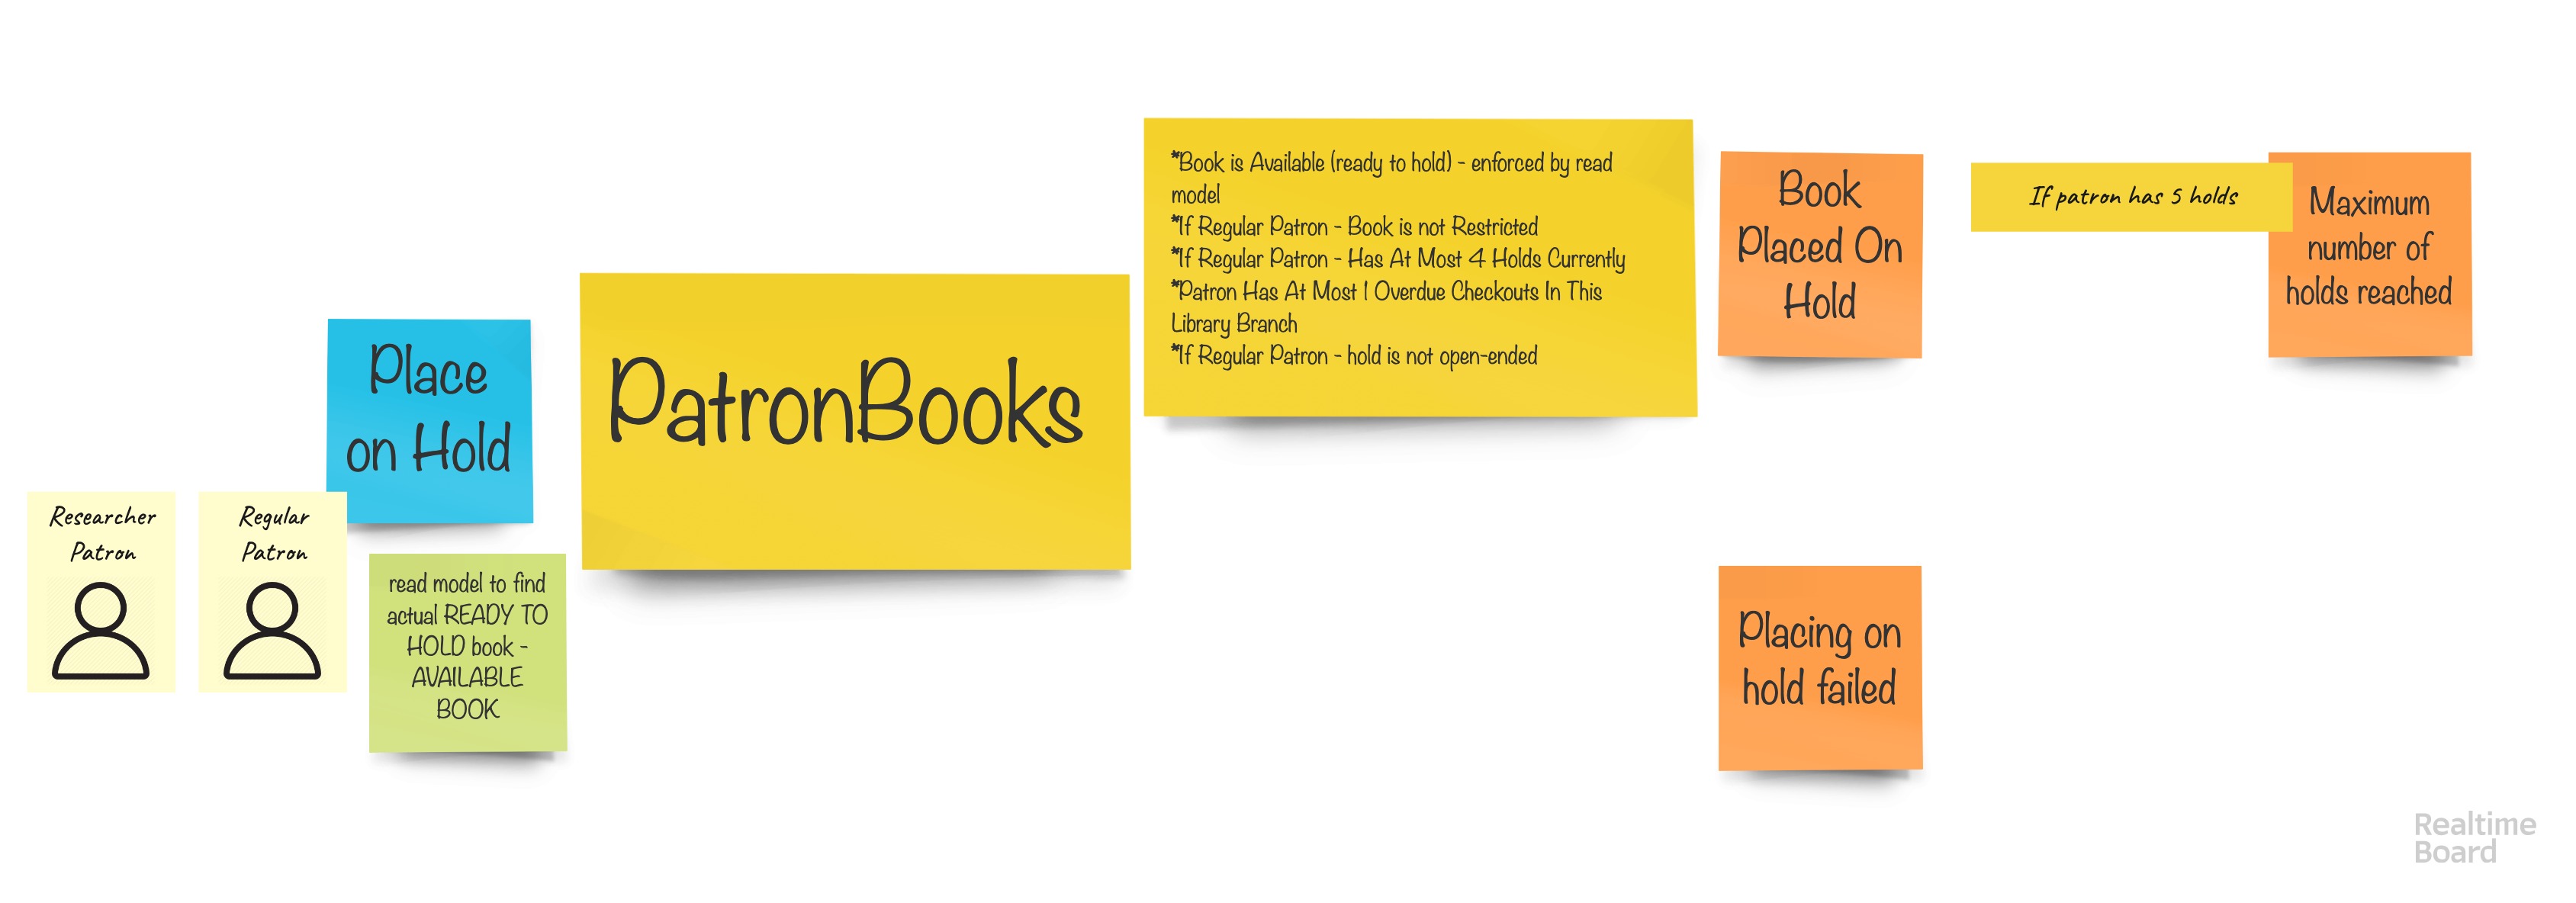 Researcher
Patron
Regular
Patron
Place
on Hold
read model to find
actual READY TO
HOLD book -
AVAILABLE
BOOK
PatronBooks
*Book is Available (ready to hold) - enforced by read
model
*If Regular Patron - Book is not Restricted
*If Regular Patron - Has At Most 4 Holds Currently
*Patron Has At Most 1 Overdue Checkouts In This
Library Branch
*If Regular Patron - hold is not open-ended
Book
Placed On
Hold
If patron has 5 holds
Maximum
number of
holds reached
Placing on
hold failed
Realtime
Board